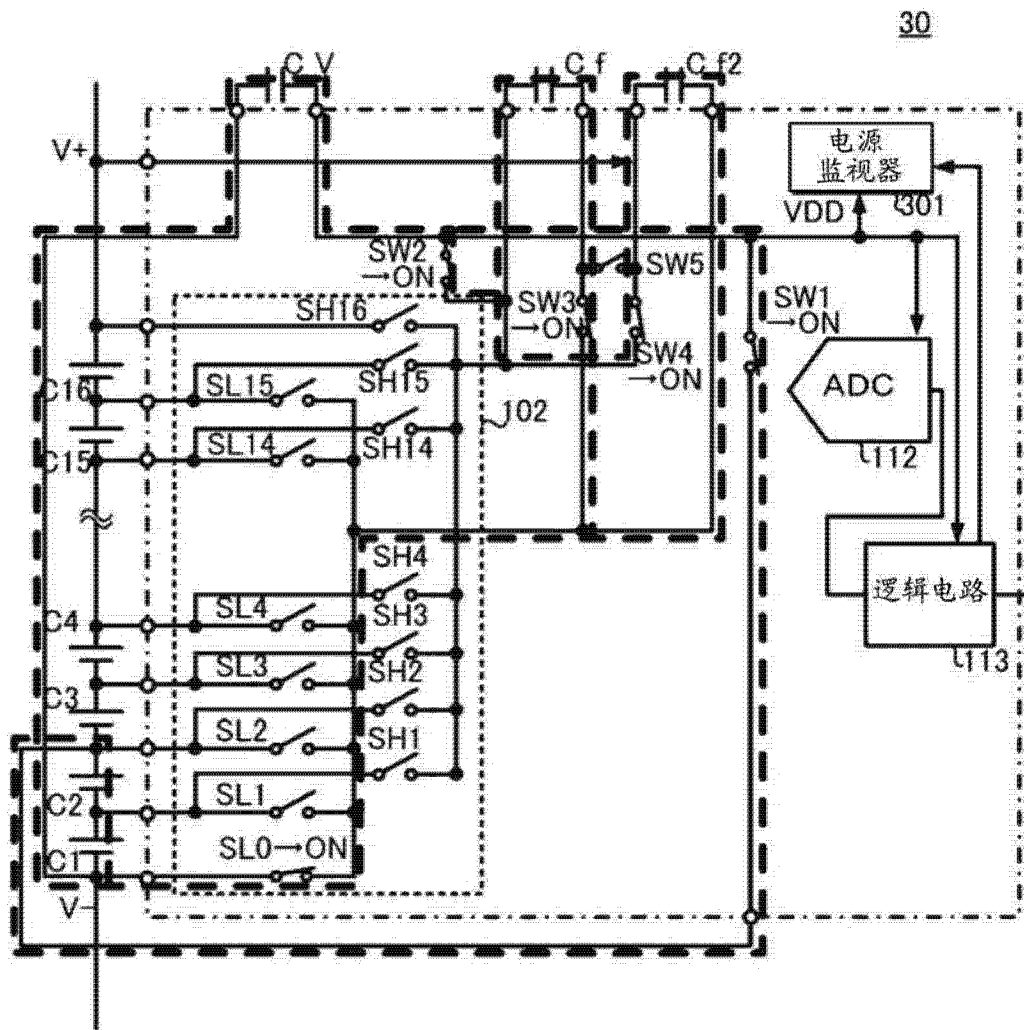 30
C V
C f
C f2
V+
电源
监视器
301
VDD
SW2
→ON
SW5
SW3
→ON
SW1
→ON
SH16
SW4
→ON
SH15
C16
SL15
102
ADC
SH14
C15
SL14
112
SH4
逻辑电路
C4
SL4
SH3
113
SL3
SH2
C3
SL2
SH1
C2
SL1
SL0→ON
C1
V-